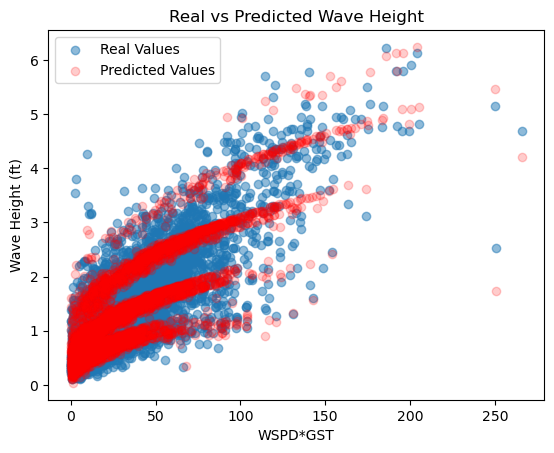 Real vs Predicted Wave Height
Real Values
Predicted Values
Wave Height (ft)
6
5
4
3
2
1
0
0 50 100 150 200 250
WSPD*GST